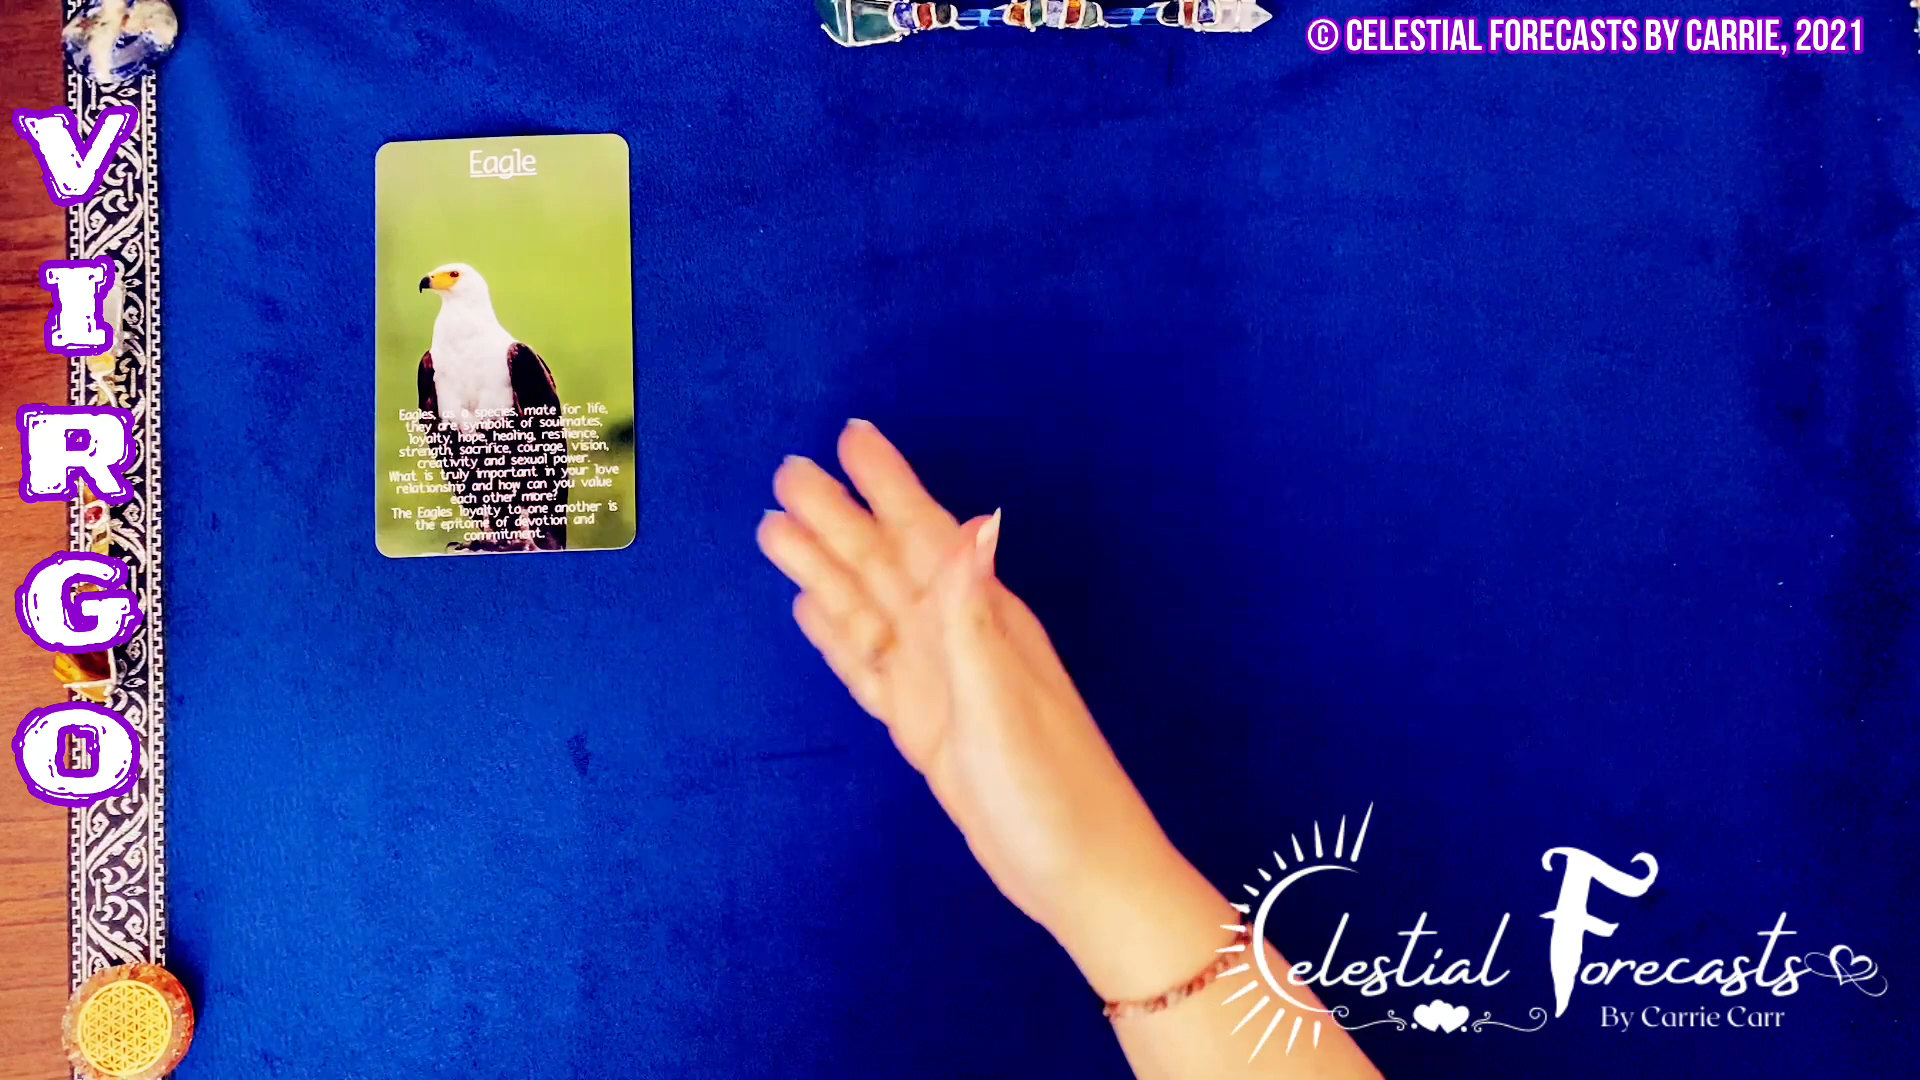 © CELESTIAL FORECASTS BY CARRIE, 2021
VIRGO
Eagle
Eagles, as a species, mate for life,
they are symbolic of soulmates,
loyalty, hope, healing, resilience,
strength, sacrifice, courage, vision,
creativity and sexual power.
What is truly important in your love
relationship and how can you value
each other more?
The Eagles loyalty to one another is
the epitome of devotion and
commitment.
Celestial Forecasts
By Carrie Carr